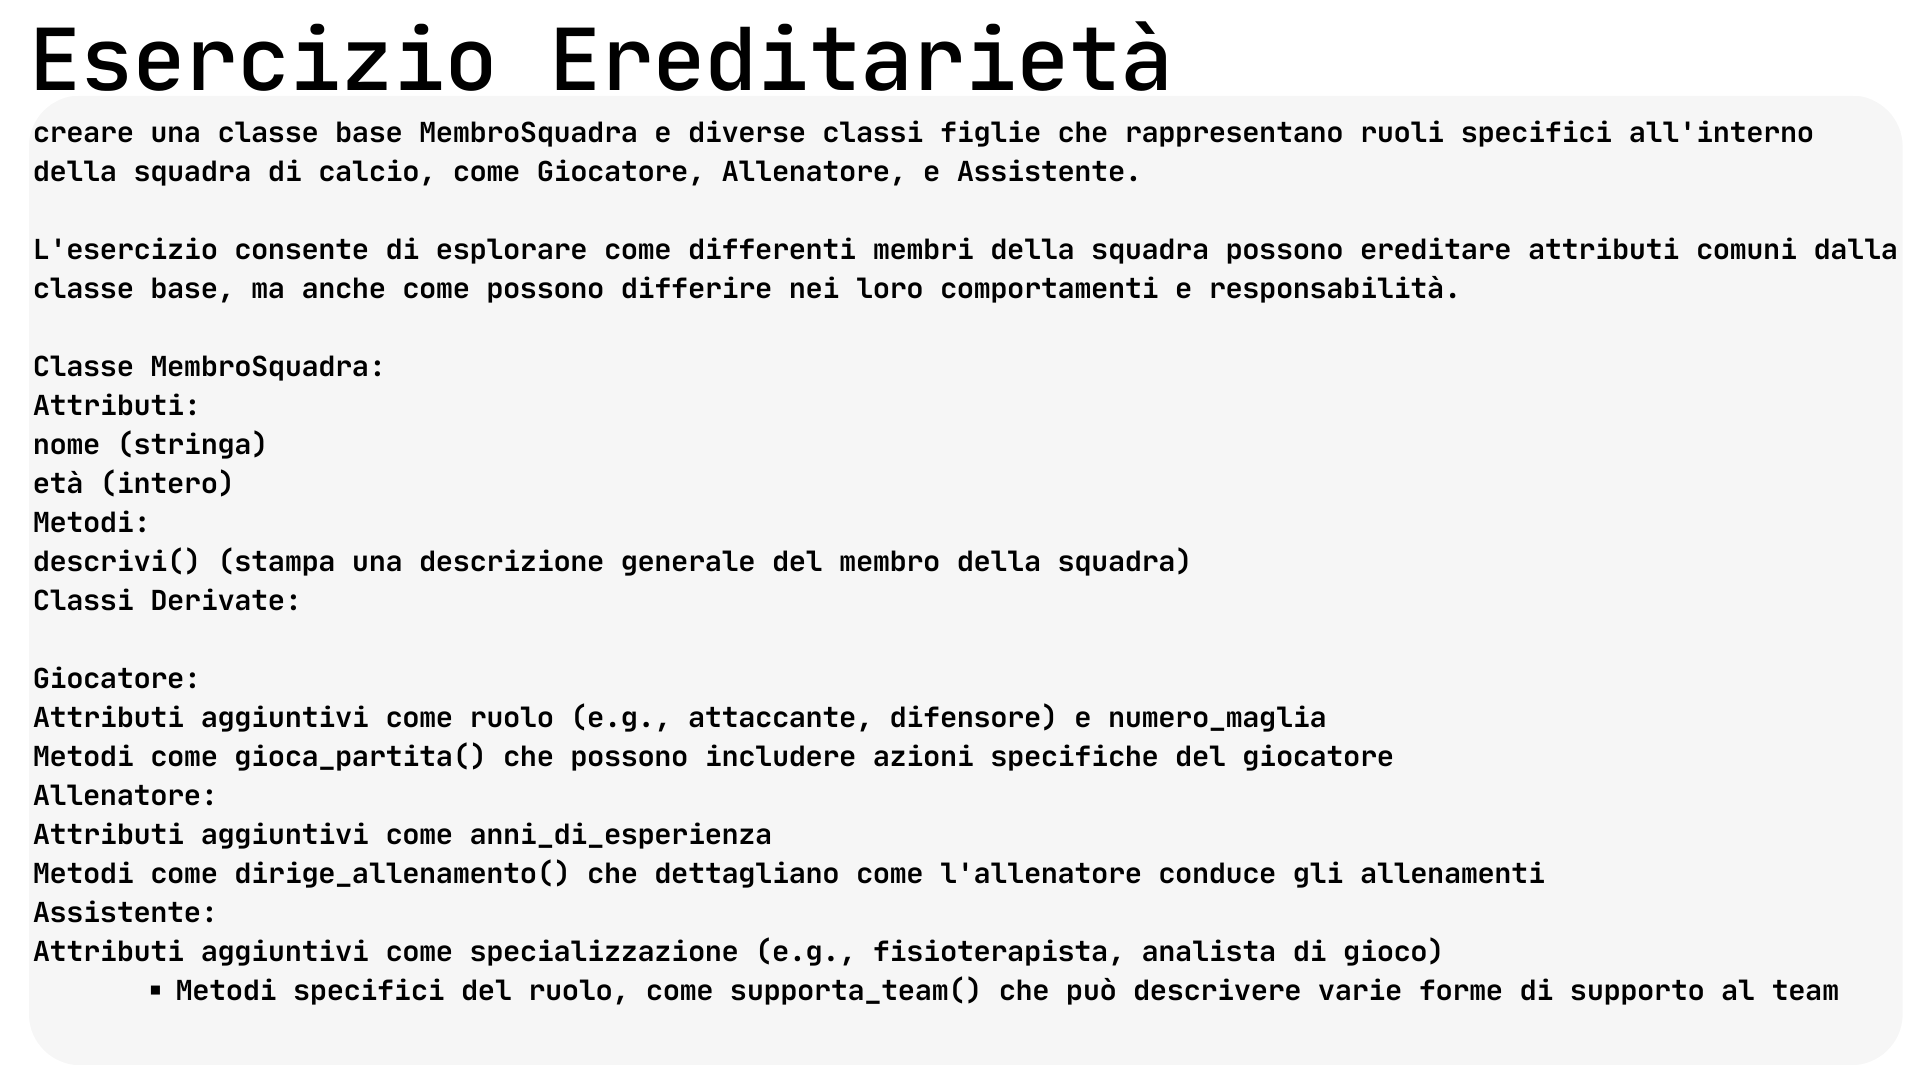 Esercizio Ereditarietà
creare una classe base MembroSquadra e diverse classi figlie che rappresentano ruoli specifici all'interno
della squadra di calcio, come Giocatore, Allenatore, e Assistente.
L'esercizio consente di esplorare come differenti membri della squadra possono ereditare attributi comuni dalla
classe base, ma anche come possono differire nei loro comportamenti e responsabilità.
Classe MembroSquadra:
Attributi:
nome (stringa)
età (intero)
Metodi:
descrivi() (stampa una descrizione generale del membro della squadra)
Classi Derivate:
Giocatore:
Attributi aggiuntivi come ruolo (e.g., attaccante, difensore) e numero_maglia
Metodi come gioca_partita() che possono includere azioni specifiche del giocatore
Allenatore:
Attributi aggiuntivi come anni_di_esperienza
Metodi come dirige_allenamento() che dettagliano come l'allenatore conduce gli allenamenti
Assistente:
Attributi aggiuntivi come specializzazione (e.g., fisioterapista, analista di gioco)
▪ Metodi specifici del ruolo, come supporta_team() che può descrivere varie forme di supporto al team